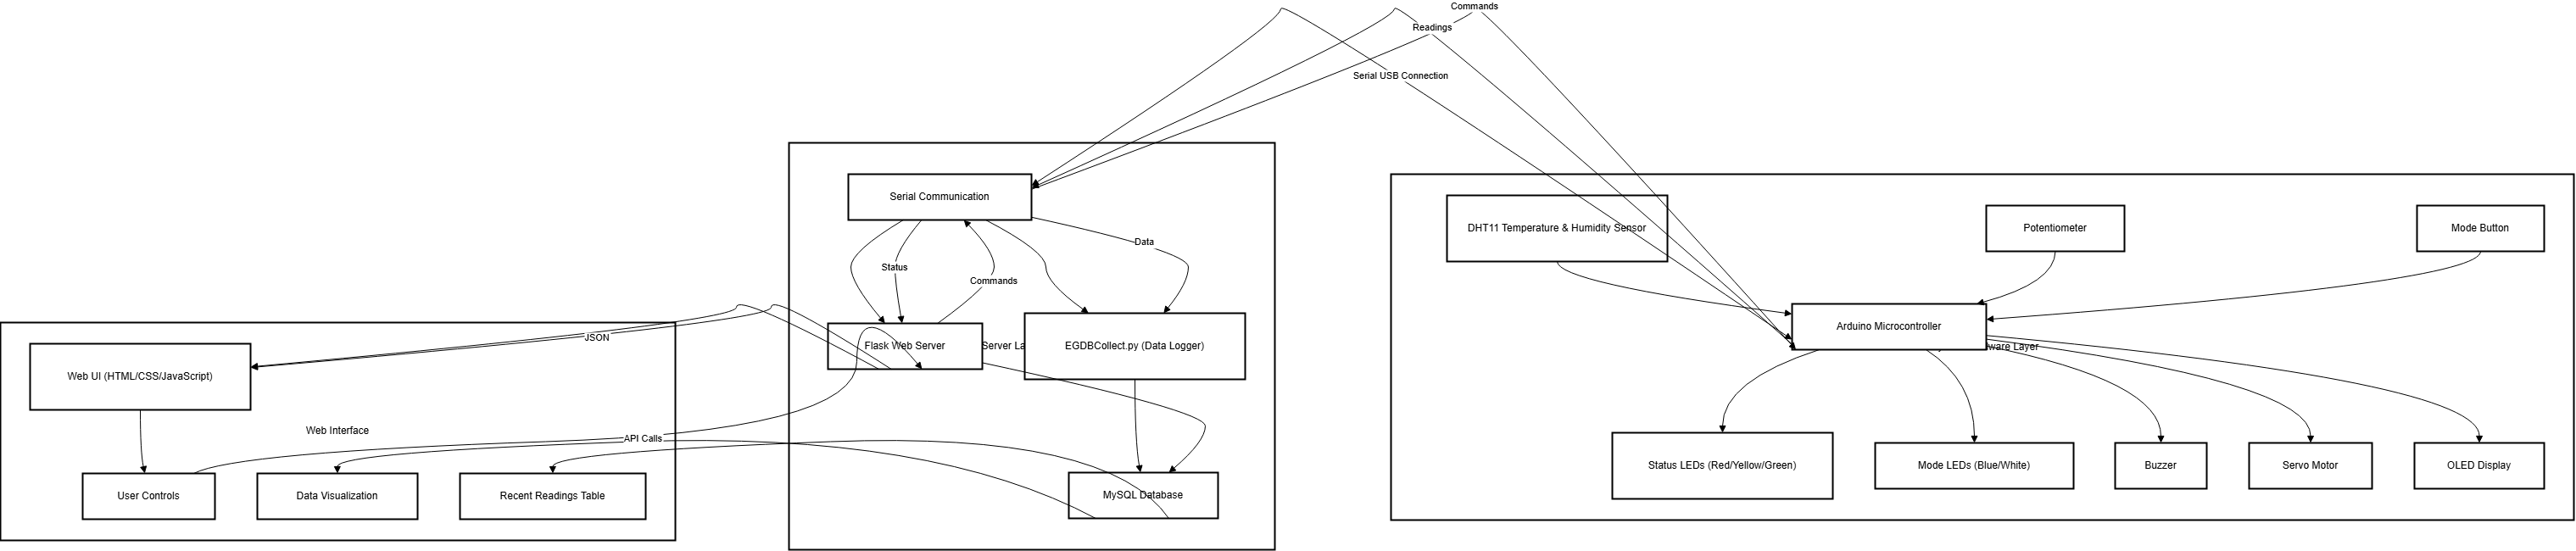 Commands
Readings
Serial USB Connection
Serial Communication
DHT11 Temperature & Humidity Sensor
Potentiometer
Mode Button
Data
Status
Commands
Arduino Microcontroller
JSON
Flask Web Server
Server La
EGDBCollect.py (Data Logger)
ware Layer
Web UI (HTML/CSS/JavaScript)
Web Interface
API Calls
Status LEDs (Red/Yellow/Green)
Mode LEDs (Blue/White)
Buzzer
Servo Motor
OLED Display
User Controls
Data Visualization
Recent Readings Table
MySQL Database